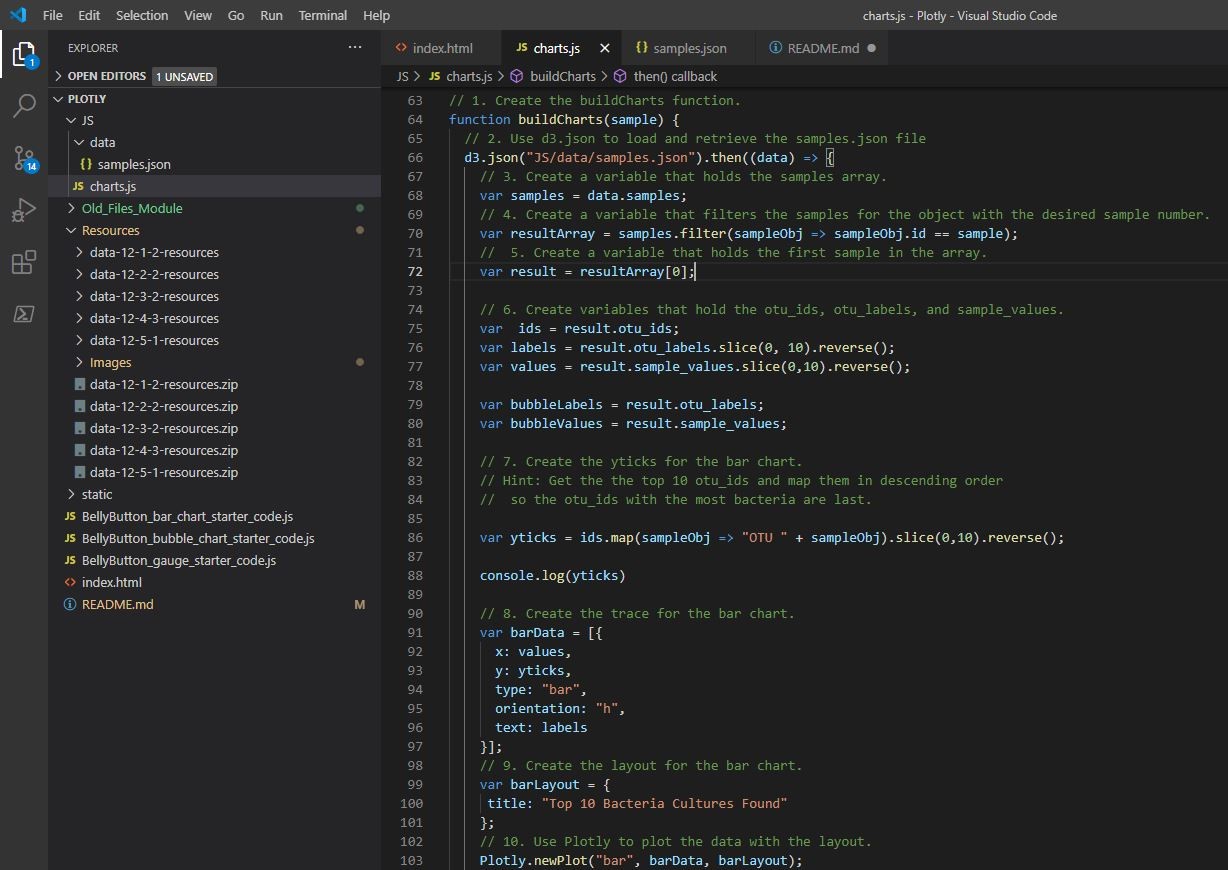 File Edit Selection View Go Run Terminal Help charts.js - Plotly - Visual Studio Code
EXPLORER ...
OPEN EDITORS 1 UNSAVED
PLOTLY
JS
data
{} samples.json
JS charts.js
Old_Files_Module
Resources
data-12-1-2-resources
data-12-2-2-resources
data-12-3-2-resources
data-12-4-3-resources
data-12-5-1-resources
Images
data-12-1-2-resources.zip
data-12-2-2-resources.zip
data-12-3-2-resources.zip
data-12-4-3-resources.zip
data-12-5-1-resources.zip
static
JS BellyButton_bar_chart_starter_code.js
JS BellyButton_bubble_chart_starter_code.js
JS BellyButton_gauge_starter_code.js
<> index.html
README.md M
1
14
<> index.html JS charts.js × {} samples.json README.md ●
JS > JS charts.js > buildCharts > then() callback
63 // 1. Create the buildCharts function.
64 function buildCharts(sample) {
65 // 2. Use d3.json to load and retrieve the samples.json file
66 d3.json("JS/data/samples.json").then((data) => {
67 // 3. Create a variable that holds the samples array.
68 var samples = data.samples;
69 // 4. Create a variable that filters the samples for the object with the desired sample number.
70 var resultArray = samples.filter(sampleObj => sampleObj.id == sample);
71 //  5. Create a variable that holds the first sample in the array.
72 var result = resultArray[0];
73
74 // 6. Create variables that hold the otu_ids, otu_labels, and sample_values.
75 var  ids = result.otu_ids;
76 var labels = result.otu_labels.slice(0, 10).reverse();
77 var values = result.sample_values.slice(0,10).reverse();
78
79 var bubbleLabels = result.otu_labels;
80 var bubbleValues = result.sample_values;
81
82 // 7. Create the yticks for the bar chart.
83 // Hint: Get the the top 10 otu_ids and map them in descending order
84 //  so the otu_ids with the most bacteria are last.
85
86 var yticks = ids.map(sampleObj => "OTU " + sampleObj).slice(0,10).reverse();
87
88 console.log(yticks)
89
90 // 8. Create the trace for the bar chart.
91 var barData = [{
92 x: values,
93 y: yticks,
94 type: "bar",
95 orientation: "h",
96 text: labels
97 }];
98 // 9. Create the layout for the bar chart.
99 var barLayout = {
100 title: "Top 10 Bacteria Cultures Found"
101 };
102 // 10. Use Plotly to plot the data with the layout.
103 Plotly.newPlot("bar", barData, barLayout);